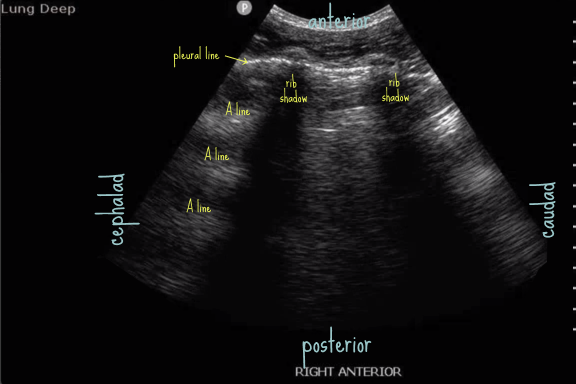 Lung Deep
P
anterior
pleural line
rib
shadow
rib
shadow
A line
A line
cephalad
caudad
A line
posterior
RIGHT ANTERIOR